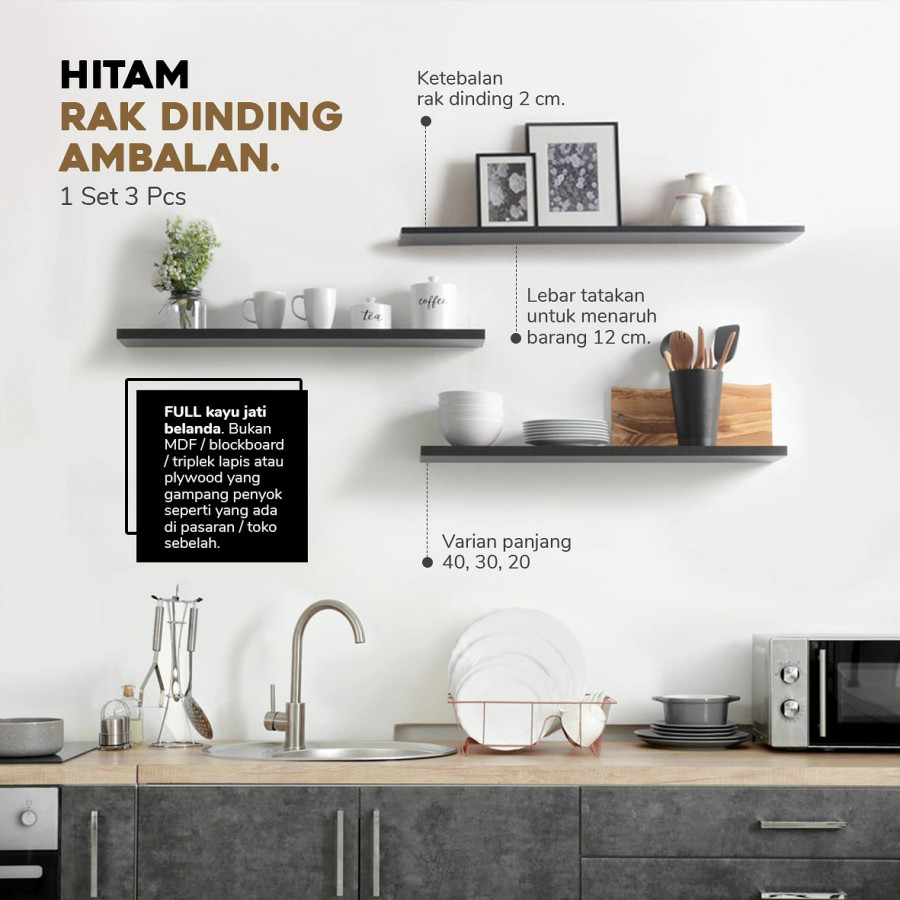 HITAM
RAK DINDING
AMBALAN.
1 Set 3 Pcs
Ketebalan
rak dinding 2 cm.
Lebar tatakan
untuk menaruh
barang 12 cm.
tea
coffee
FULL kayu jati
belanda. Bukan
MDF / blockboard
/ triplek lapis atau
plywood yang
gampang penyok
seperti yang ada
di pasaran / toko
sebelah.
Varian panjang
40, 30, 20